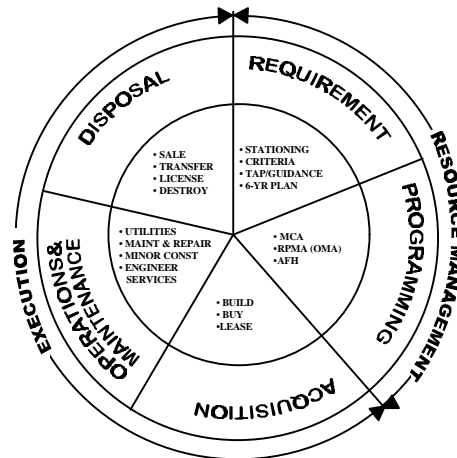 REQUIREMENT
• STATIONING
• CRITERIA
• TAP/GUIDANCE
• 6-YR PLAN
PROGRAMMING
• MCA
•RPMA (OMA)
• AFH
ACQUISITION
• BUILD
• BUY
•LEASE
OPERATIONS&
MAINTENANCE
• UTILITIES
• MAINT & REPAIR
• MINOR CONST
• ENGINEER
SERVICES
DISPOSAL
• SALE
• TRANSFER
• LICENSE
• DESTROY
RESOURCE MANAGEMENT
EXECUTION